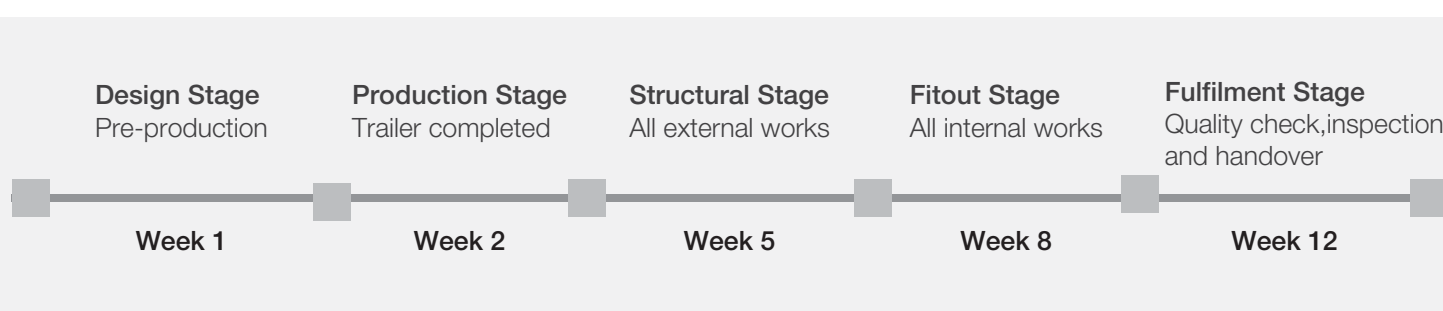 Design Stage
Pre-production
Production Stage
Trailer completed
Structural Stage
All external works
Fitout Stage
All internal works
Fulfilment Stage
Quality check,inspection
and handover
Week 1
Week 2
Week 5
Week 8
Week 12